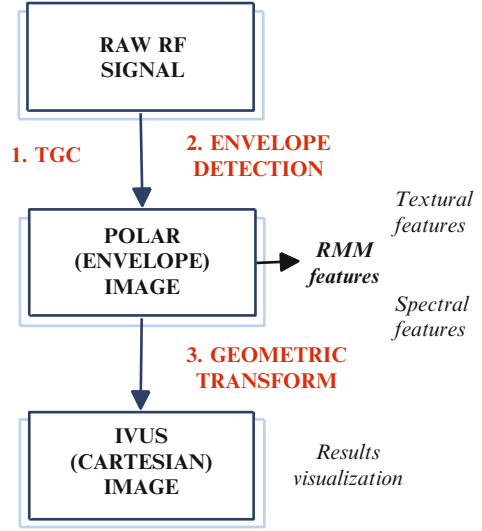 RAW RF
SIGNAL
1. TGC
2. ENVELOPE
DETECTION
POLAR
(ENVELOPE)
IMAGE
RMM
features
Textural
features
Spectral
features
3. GEOMETRIC
TRANSFORM
IVUS
(CARTESIAN)
IMAGE
Results
visualization